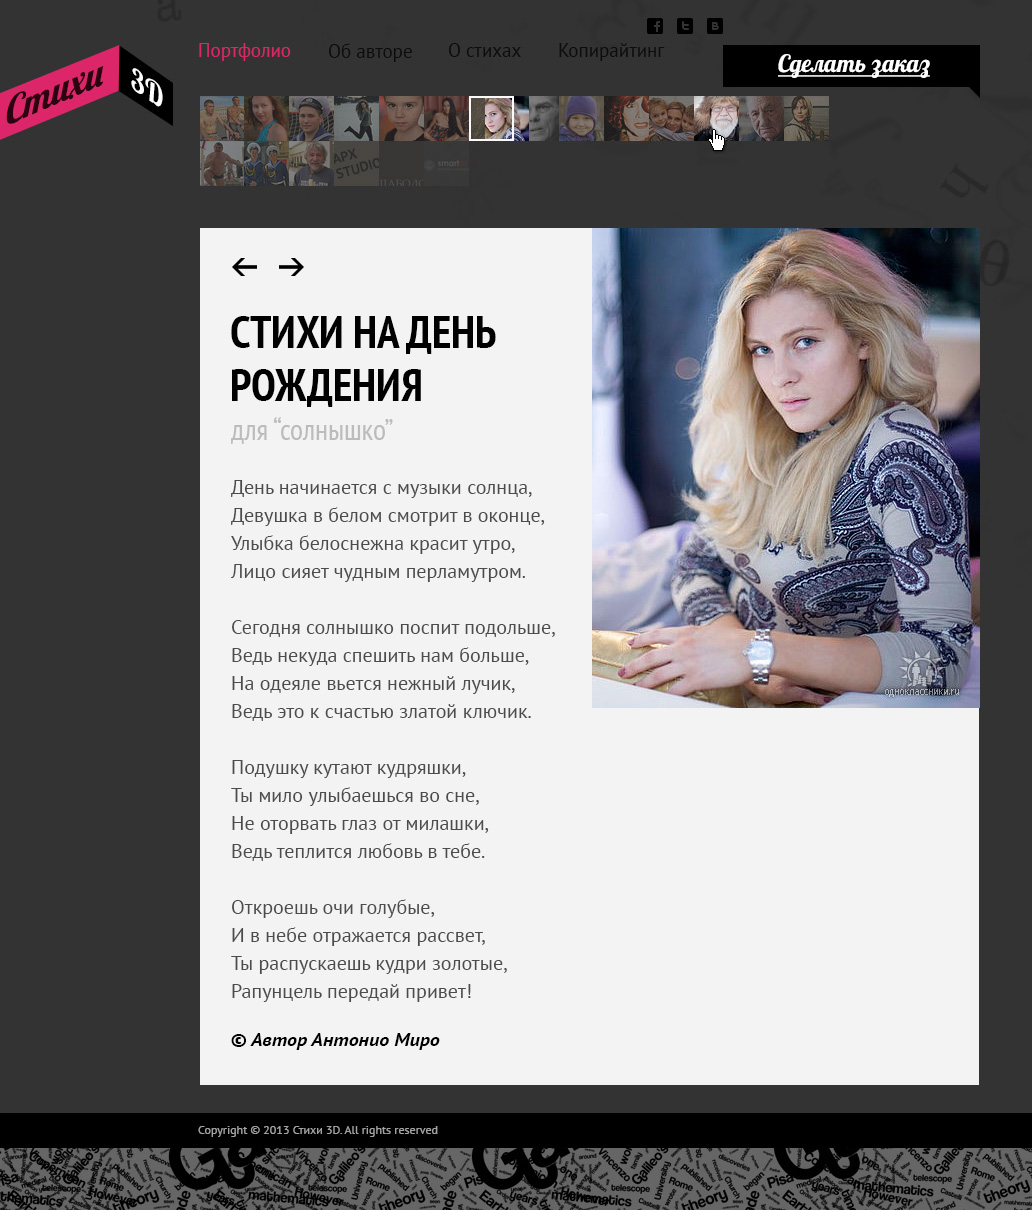 Стихи 3D
Портфолио
Об авторе
О стихах
Копирайтинг
Сделать заказ
АРХ
STUDIO
smart
СТИХИ НА ДЕНЬ
РОЖДЕНИЯ
для “солнышко”
День начинается с музыки солнца,
Девушка в белом смотрит в оконце,
Улыбка белоснежна красит утро,
Лицо сияет чудным перламутром.
Сегодня солнышко поспит подольше,
Ведь некуда спешить нам больше,
На одеяле вьется нежный лучик,
Ведь это к счастью златой ключик.
Подушку кутают кудряшки,
Ты мило улыбаешься во сне,
Не оторвать глаз от милашки,
Ведь теплится любовь в тебе.
Откроешь очи голубые,
И в небе отражается рассвет,
Ты распускаешь кудри золотые,
Рапунцель передай привет!
© Автор Антонио Миро
одноклассники.ru
Copyright © 2013 Стихи 3D. All rights reserved